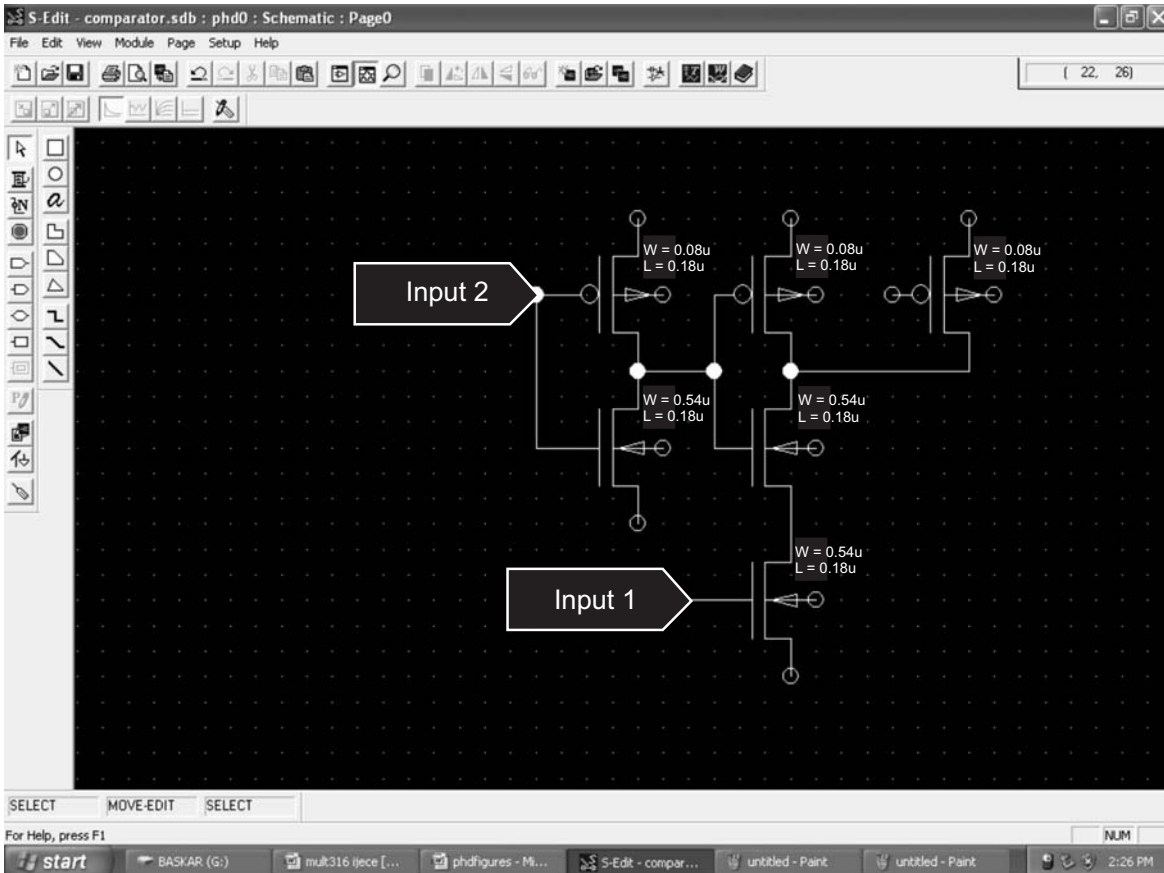 S-Edit - comparator.sdb : phd0 : Schematic : Page0
File Edit View Module Page Setup Help
( 22, 26)
W = 0.08u
L = 0.18u
W = 0.08u
L = 0.18u
W = 0.08u
L = 0.18u
Input 2
W = 0.54u
L = 0.18u
W = 0.54u
L = 0.18u
W = 0.54u
L = 0.18u
Input 1
SELECT MOVE-EDIT SELECT
For Help, press F1
NUM
start BASKAR (G:) mult316 ijece [... phdfigures - Mi... S-Edit - compar... untitled - Paint untitled - Paint 2:26 PM